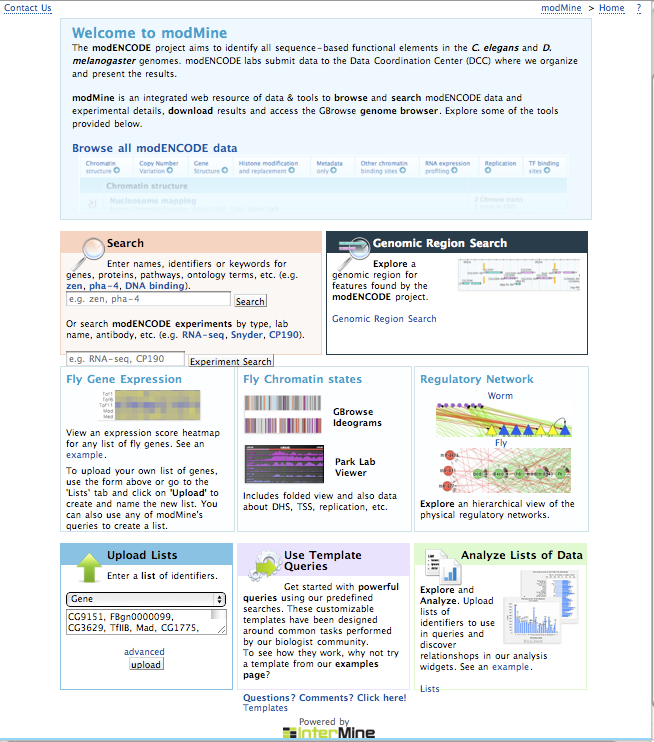 Contact Us
modMine > Home ?
Welcome to modMine
The modENCODE project aims to identify all sequence-based functional elements in the C. elegans and D.
melanogaster genomes. modENCODE labs submit data to the Data Coordination Center (DCC) where we organize
and present the results.
modMine is an integrated web resource of data & tools to browse and search modENCODE data and
experimental details, download results and access the GBrowse genome browser. Explore some of the tools
provided below.
Browse all modENCODE data
Chromatin structure
Copy Number Variation
Gene Structure
Histone modification and replacement
Metadata only
Other chromatin binding sites
RNA expression profiling
Replication
TF binding sites
Chromatin structure
Nucleosome mapping
Search
Enter names, identifiers or keywords for
genes, proteins, pathways, ontology terms, etc. (e.g.
zen, pha-4, DNA binding).
e.g. zen, pha-4
Search
Or search modENCODE experiments by type, lab
name, antibody, etc. (e.g. RNA-seq, Snyder, CP190).
e.g. RNA-seq, CP190
Experiment Search
Genomic Region Search
Explore a
genomic region for
features found by the
modENCODE project.
Genomic Region Search
Fly Gene Expression
Mad
Med
View an expression score heatmap
for any list of fly genes. See an
example.
To upload your own list of genes,
use the form above or go to the
'Lists' tab and click on 'Upload' to
create and name the new list. You
can also use any of modMine's
queries to create a list.
Fly Chromatin states
GBrowse
Ideograms
Park Lab
Viewer
Includes folded view and also data
about DHS, TSS, replication, etc.
Regulatory Network
Worm
Fly
Explore an hierarchical view of the
physical regulatory networks.
Upload Lists
Enter a list of identifiers.
Gene
CG9151, FBgn0000099,
CG3629, TfIIB, Mad, CG1775,
advanced
upload
Use Template
Queries
Get started with powerful
queries using our predefined
searches. These customizable
templates have been designed
around common tasks performed
by our biologist community.
To see how they work, why not try
a template from our examples
page?
Questions? Comments? Click here!
Templates
Analyze Lists of Data
Explore and
Analyze. Upload
lists of
identifiers to use
in queries and
discover
relationships in our analysis
widgets. See an example.
Lists
Powered by
InterMine